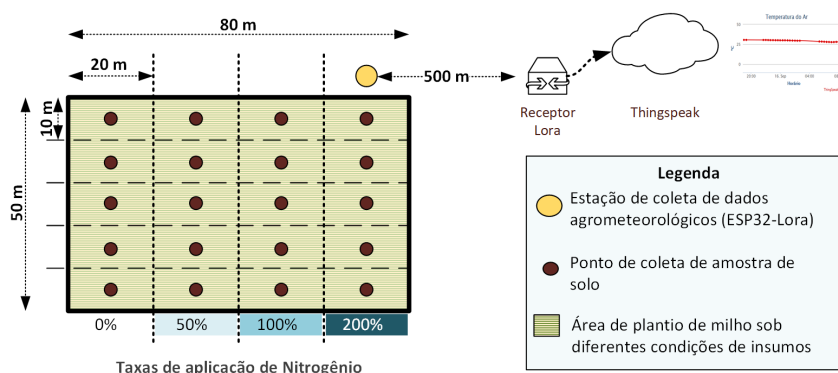 80 m
20 m
500 m
10 m
50 m
0%
50%
100%
200%
Taxas de aplicação de Nitrogênio
Receptor
Lora
Thingspeak
Temperatura do Ar
Legenda
Estação de coleta de dados
agrometeorológicos (ESP32-Lora)
Ponto de coleta de amostra de
solo
Área de plantio de milho sob
diferentes condições de insumos